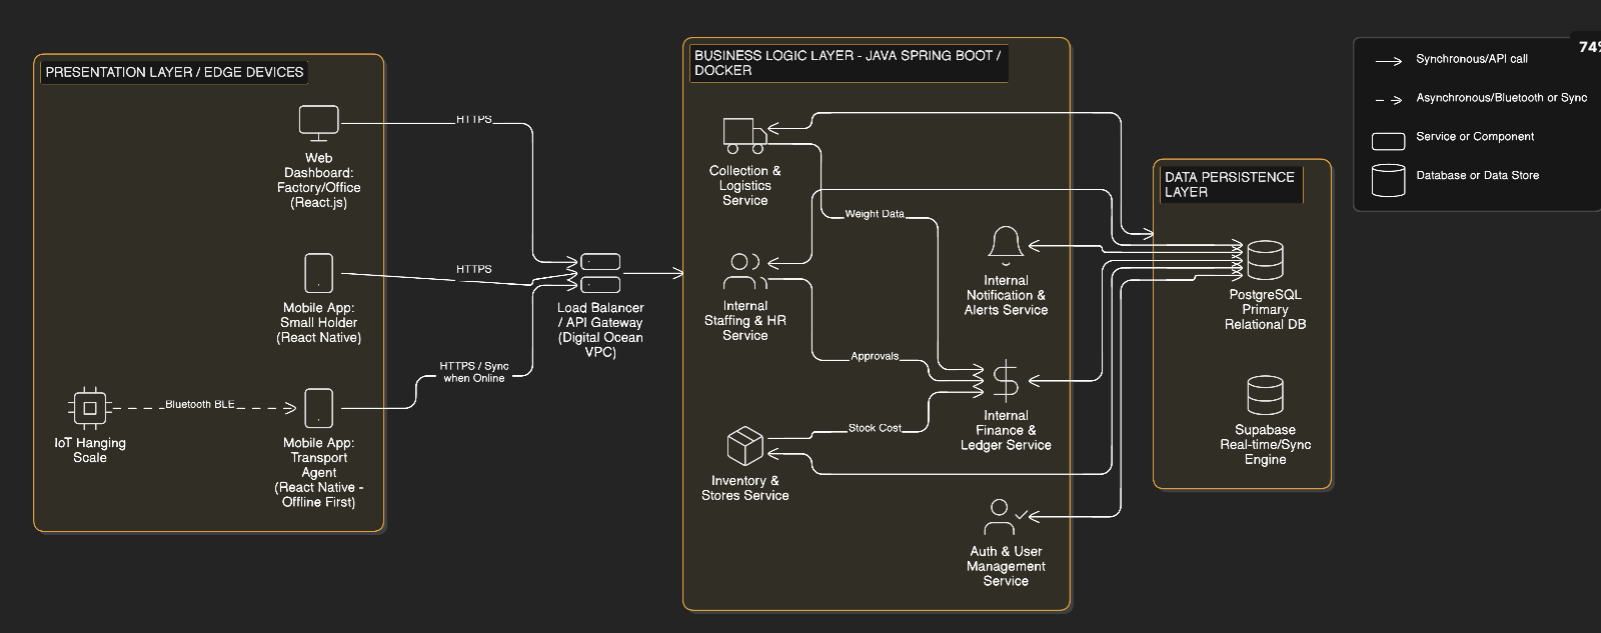 PRESENTATION LAYER / EDGE DEVICES
Web
Dashboard:
Factory/Office
(React.js)
Mobile App:
Small Holder
(React Native)
IoT Hanging
Scale
Bluetooth BLE
Mobile App:
Transport
Agent
(React Native -
Offline First)
HTTPS
HTTPS
HTTPS / Sync
when Online
Load Balancer
/ API Gateway
(Digital Ocean
VPC)
BUSINESS LOGIC LAYER - JAVA SPRING BOOT /
DOCKER
Collection &
Logistics
Service
Weight Data
Internal
Staffing & HR
Service
Internal
Notification &
Alerts Service
Approvals
Internal
Finance &
Ledger Service
Stock Cost
Inventory &
Stores Service
Auth & User
Management
Service
DATA PERSISTENCE
LAYER
PostgreSQL
Primary
Relational DB
Supabase
Real-time/Sync
Engine
74%
Synchronous/API call
Asynchronous/Bluetooth or Sync
Service or Component
Database or Data Store